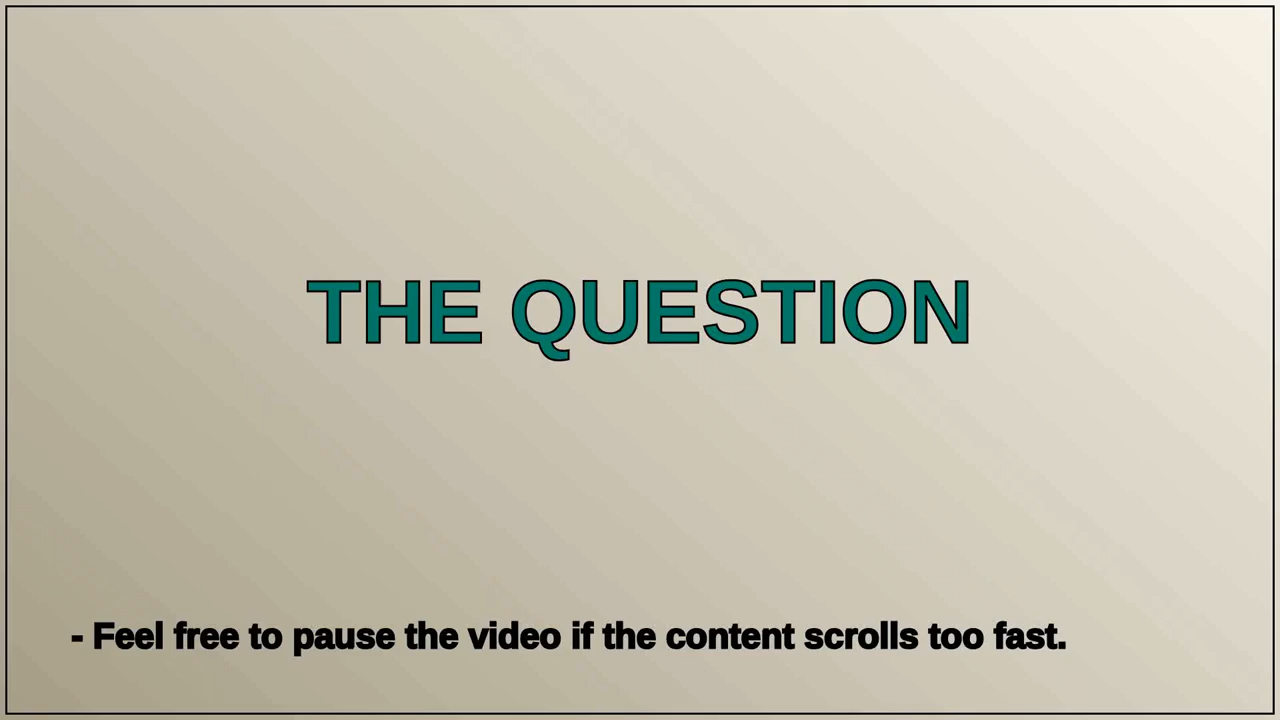 THE QUESTION
- Feel free to pause the video if the content scrolls too fast.